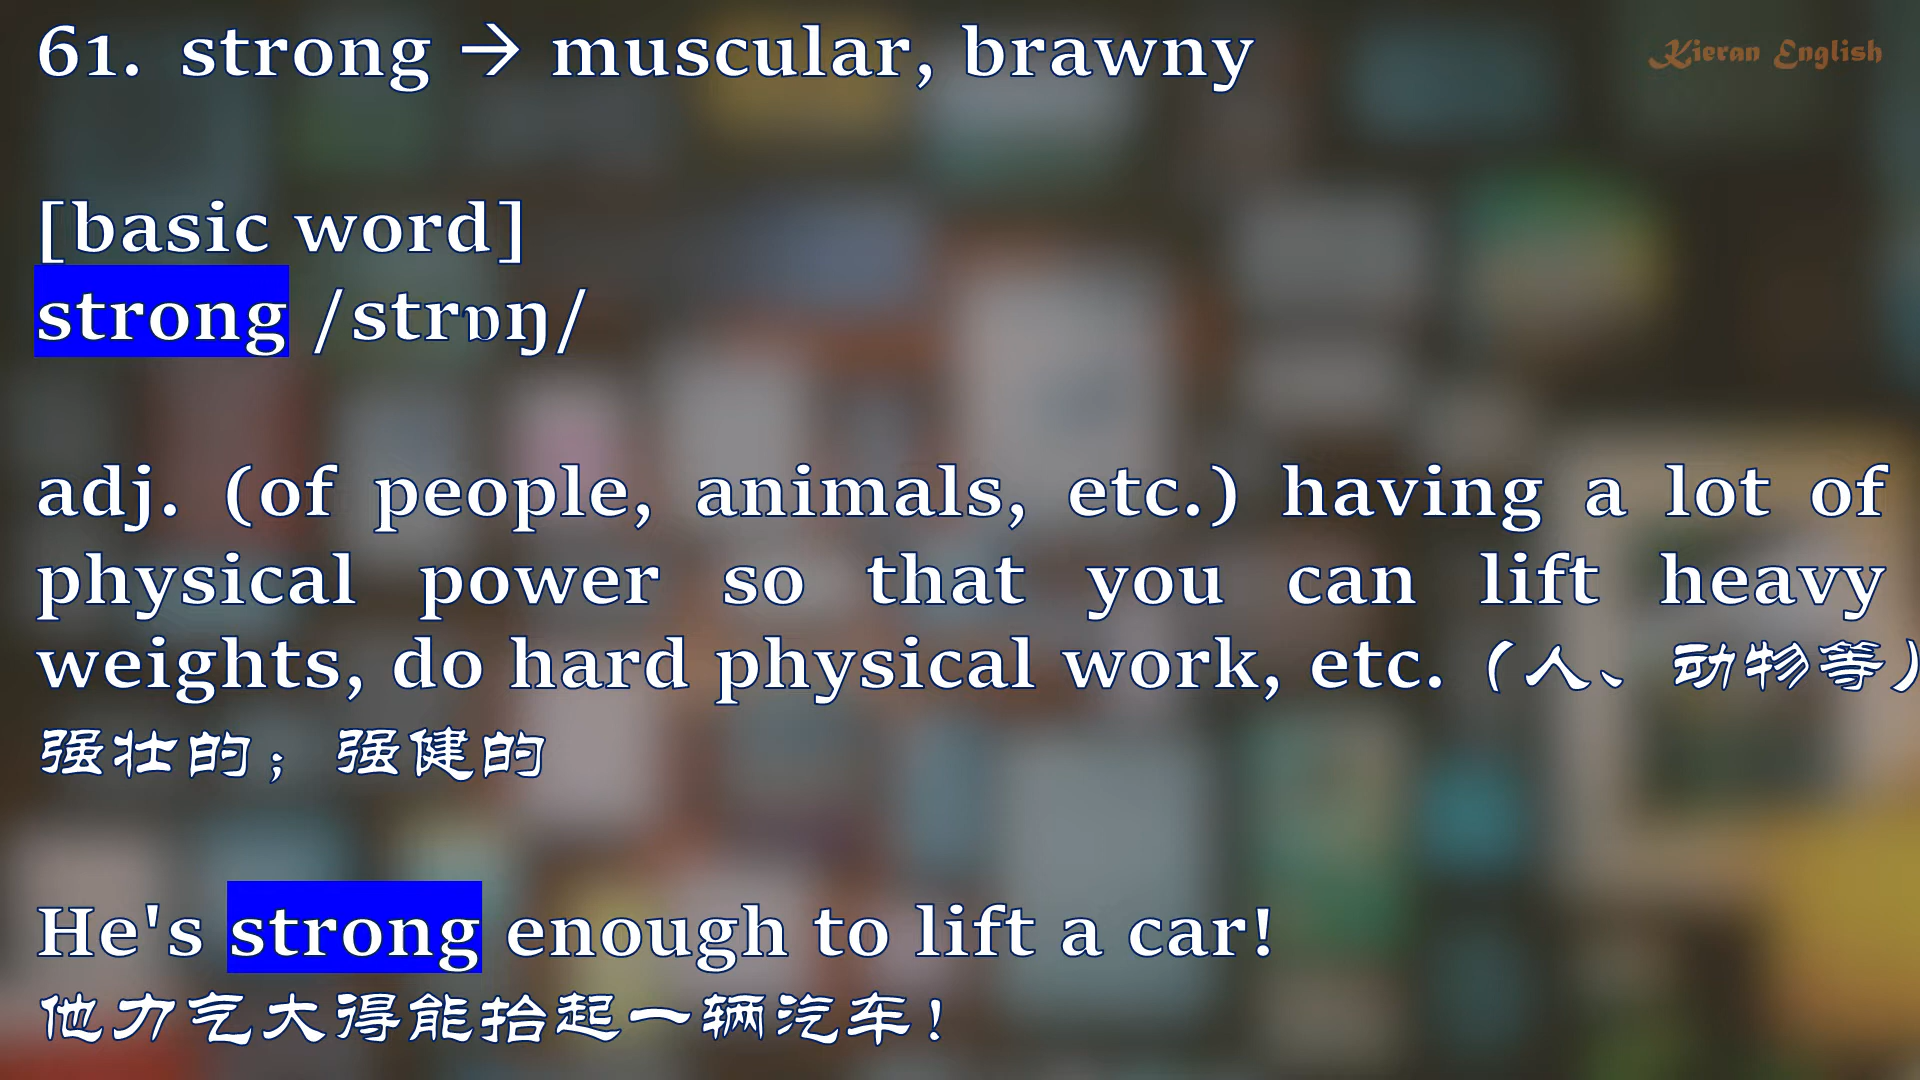 61. strong → muscular, brawny
Kieran English
[basic word]
strong /strɒŋ/
adj. (of people, animals, etc.) having a lot of
physical power so that you can lift heavy
weights, do hard physical work, etc. (人、动物等)
强壮的；强健的
He's strong enough to lift a car!
他力气大得能抬起一辆汽车！